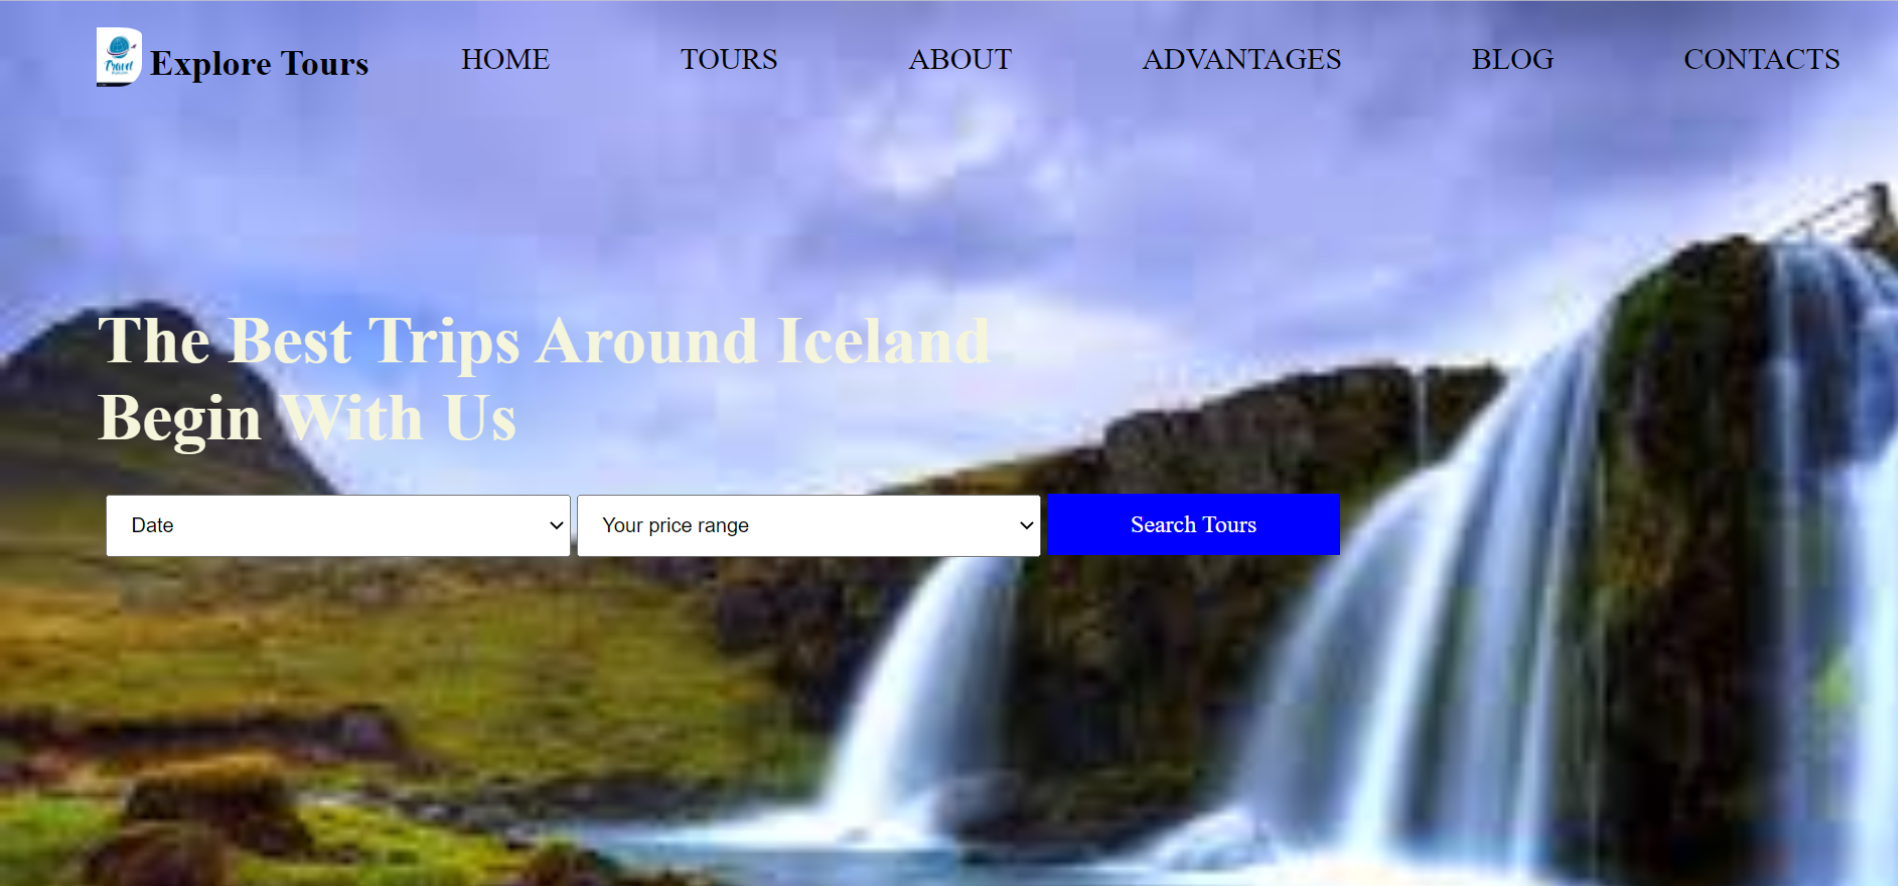 Travel
Explore Tours
HOME
TOURS
ABOUT
ADVANTAGES
BLOG
CONTACTS
The Best Trips Around Iceland
Begin With Us
Date
Your price range
Search Tours